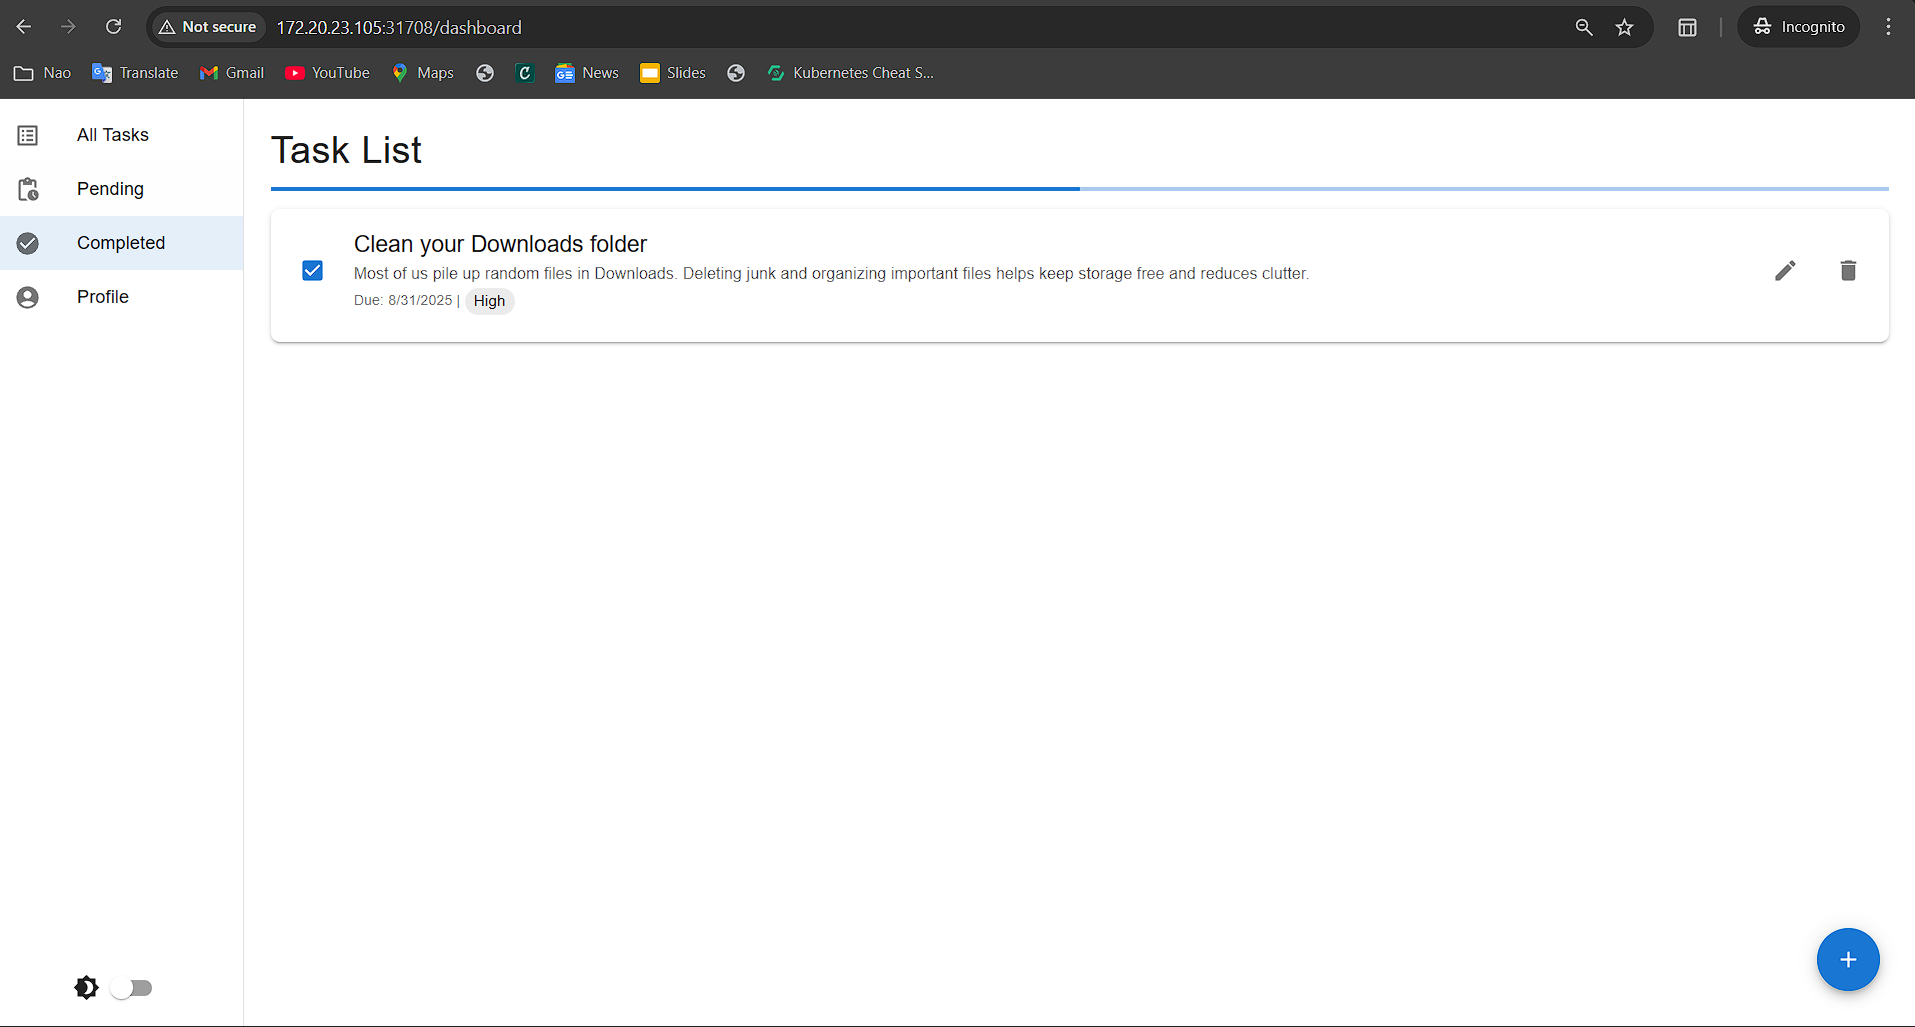 Not secure 172.20.23.105:31708/dashboard Incognito
Nao Translate Gmail YouTube Maps News Slides Kubernetes Cheat S...
All Tasks
Pending
Completed
Profile
Task List
Clean your Downloads folder
Most of us pile up random files in Downloads. Deleting junk and organizing important files helps keep storage free and reduces clutter.
Due: 8/31/2025 | High